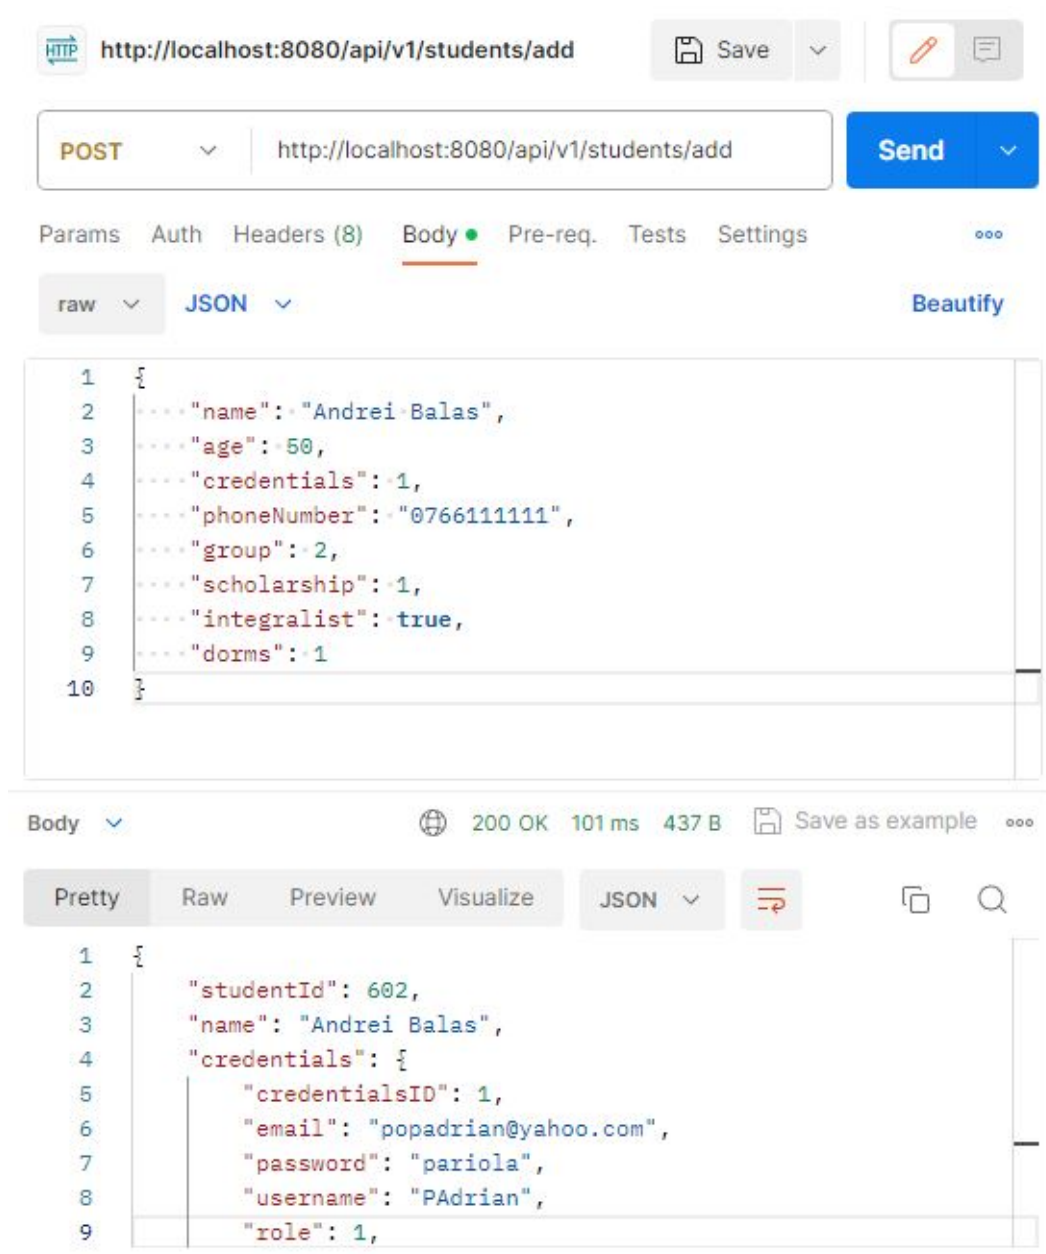 HTTP http://localhost:8080/api/v1/students/add Save
POST http://localhost:8080/api/v1/students/add Send
Params Auth Headers (8) Body Pre-req. Tests Settings
raw JSON Beautify
1 {
2 "name": "Andrei Balas",
3 "age": 50,
4 "credentials": 1,
5 "phoneNumber": "0766111111",
6 "group": 2,
7 "scholarship": 1,
8 "integralist": true,
9 "dorms": 1
10 }
Body 200 OK 101 ms 437 B Save as example
Pretty Raw Preview Visualize JSON
1 {
2 "studentId": 602,
3 "name": "Andrei Balas",
4 "credentials": {
5 "credentialsID": 1,
6 "email": "popadrian@yahoo.com",
7 "password": "pariola",
8 "username": "PAdrian",
9 "role": 1,